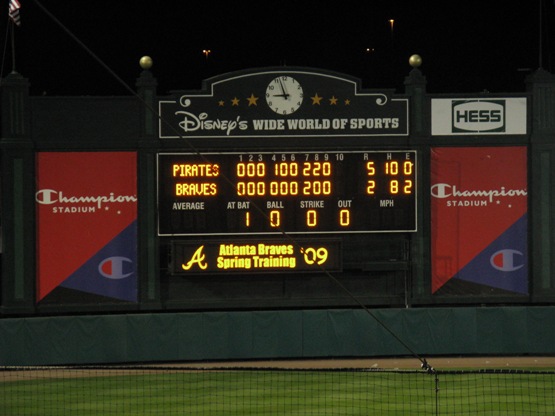 Disney's WIDE WORLD OF SPORTS
HESS
Champion
STADIUM
1 2 3 4 5 6 7 8 9 10 R H E
PIRATES 000 100 220 5 10 0
BRAVES 000 000 200 2 8 2
AVERAGE AT BAT BALL STRIKE OUT MPH
1 0 0 0
Atlanta Braves
Spring Training '09
Champion
STADIUM